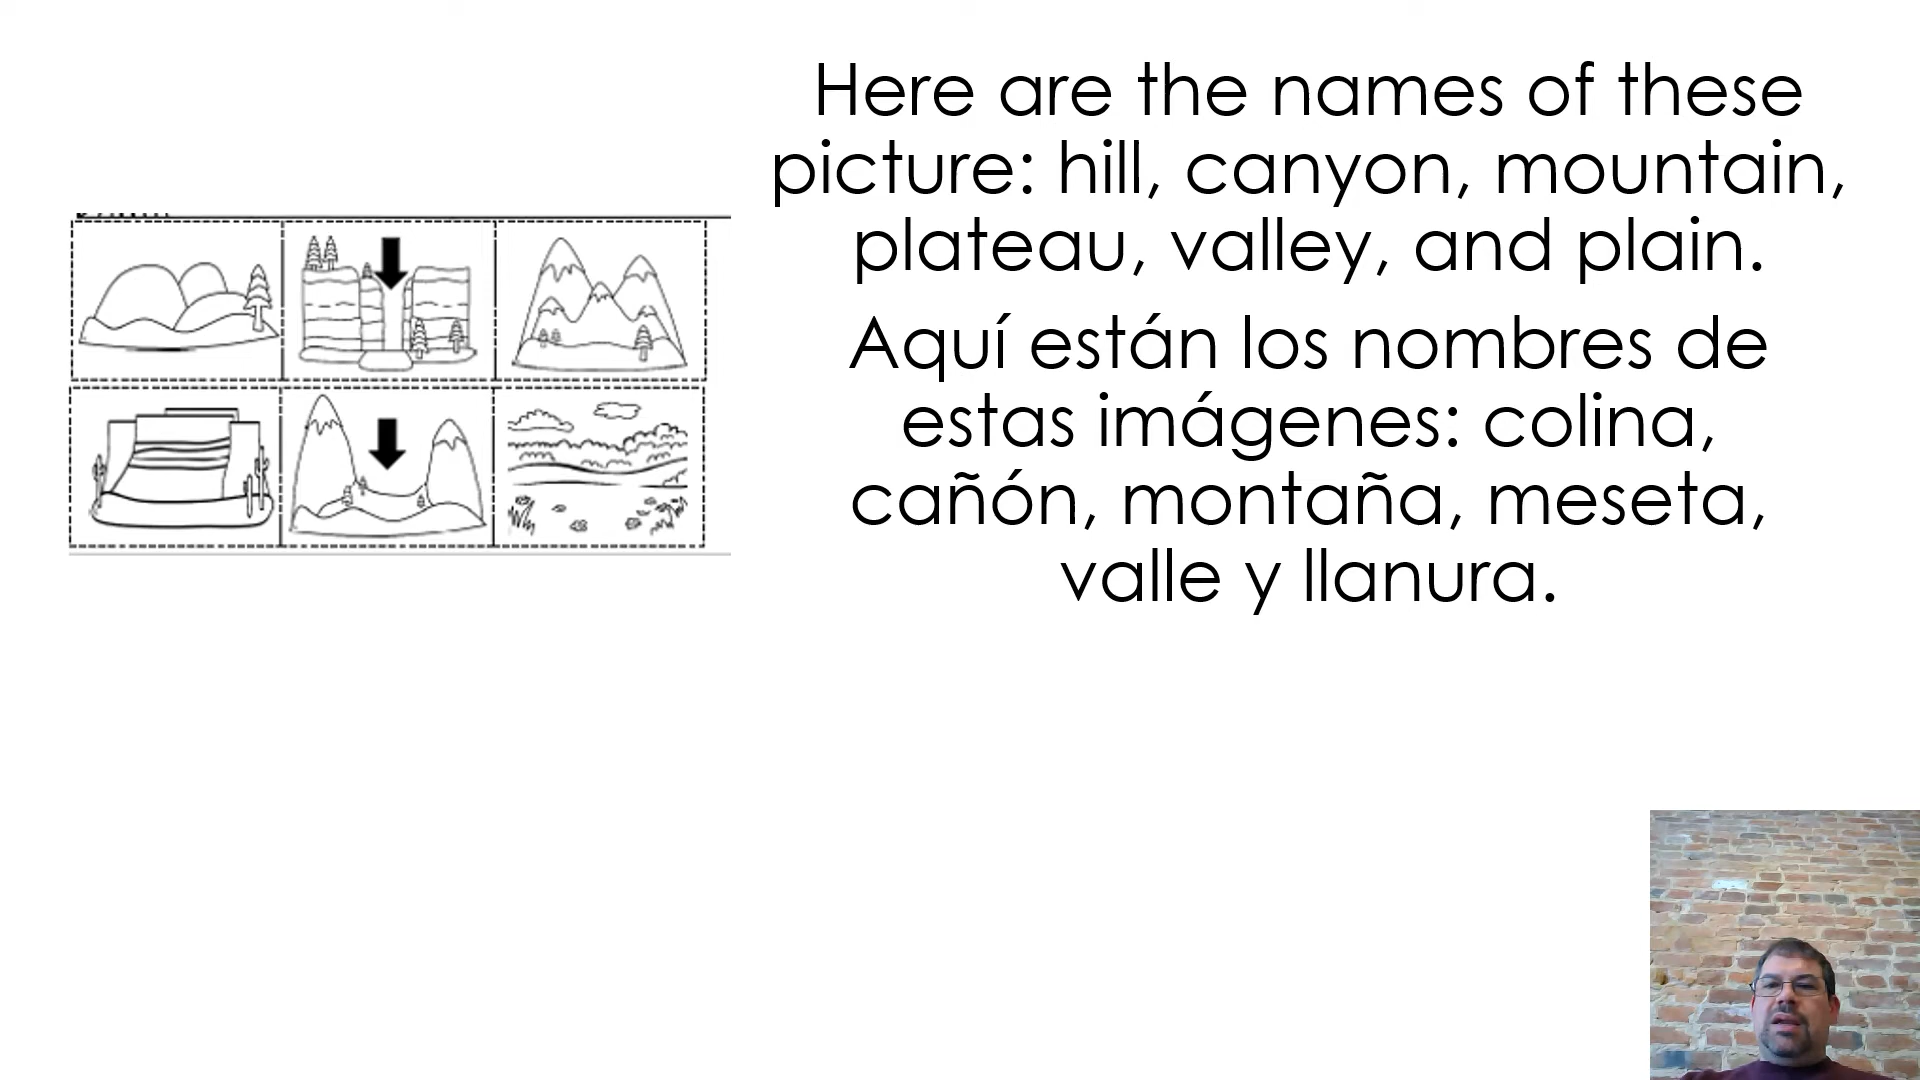 Here are the names of these
picture: hill, canyon, mountain,
plateau, valley, and plain.
Aquí están los nombres de
estas imágenes: colina,
cañón, montaña, meseta,
valle y llanura.